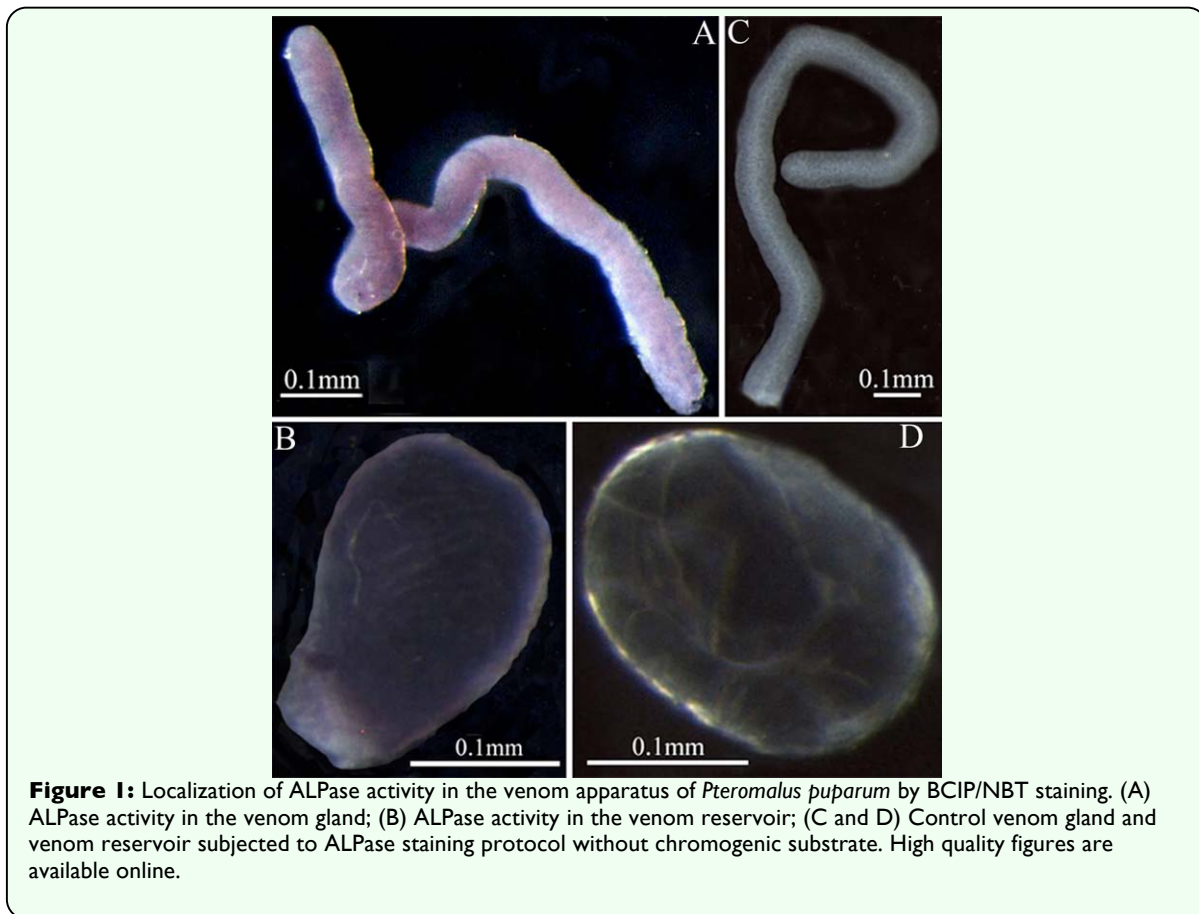 A
C
0.1mm
0.1mm
B
D
0.1mm
0.1mm
Figure 1: Localization of ALPase activity in the venom apparatus of Pteromalus puparum by BCIP/NBT staining. (A)
ALPase activity in the venom gland; (B) ALPase activity in the venom reservoir; (C and D) Control venom gland and
venom reservoir subjected to ALPase staining protocol without chromogenic substrate. High quality figures are
available online.